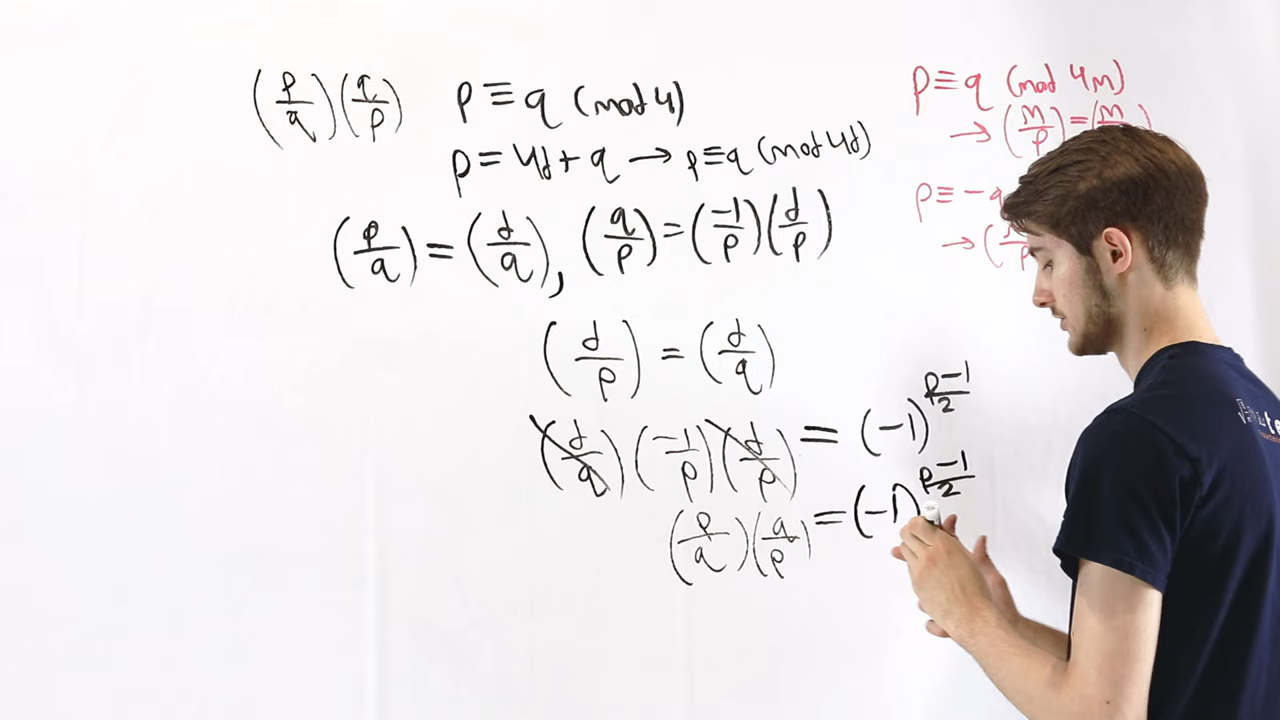 (p/q)(q/p) p ≡ q (mod 4)
p = 4d + q → p ≡ q (mod 4d)
(p/q) = (d/q), (q/p) = (-1/p)(d/p)
(d/p) = (d/q)
(d/q)(-1/p)(d/p) = (-1)^((p-1)/2)
(p/q)(q/p) = (-1)^((p-1)/2)
p ≡ q (mod 4m)
→ (m/p) = (m/
p ≡ -q
→ (